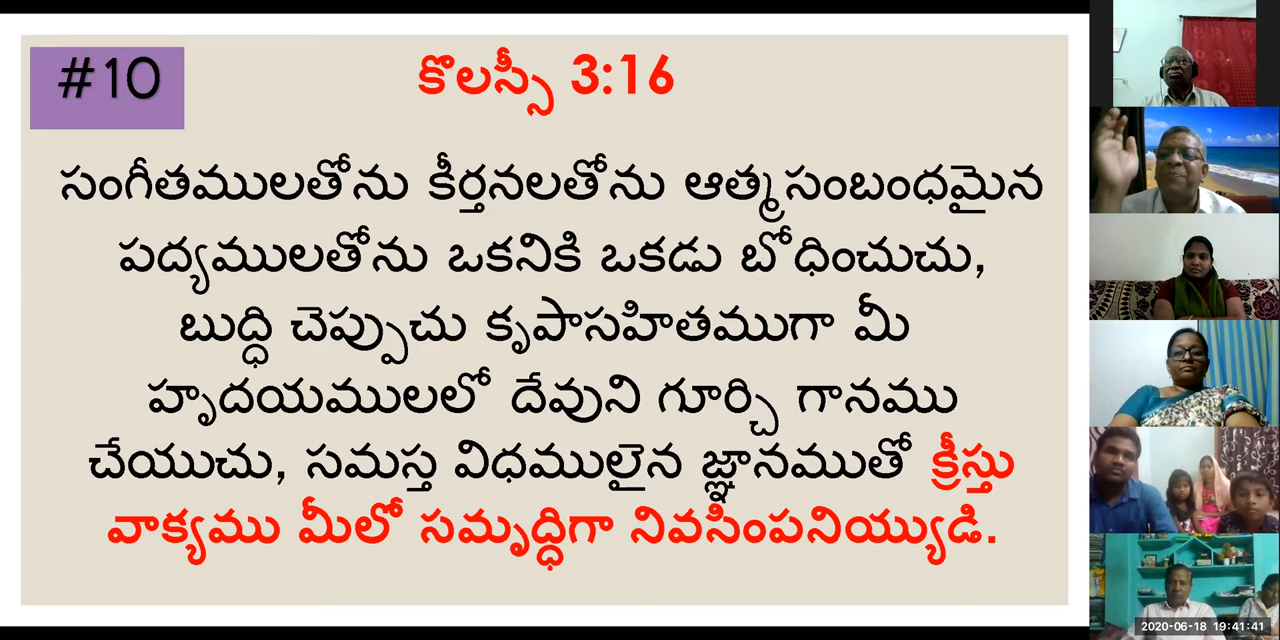 #10
కొలస్సీ 3:16
సంగీతములతోను కీర్తనలతోను ఆత్మసంబంధమైన
పద్యములతోను ఒకనికి ఒకడు బోధించుచు,
బుద్ధి చెప్పుచు కృపాసహితముగా మీ
హృదయములలో దేవుని గూర్చి గానము
చేయుచు, సమస్త విధములైన జ్ఞానముతో క్రీస్తు
వాక్యము మీలో సమృద్ధిగా నివసింపనియ్యుడి.
2020-06-18 19:41:41